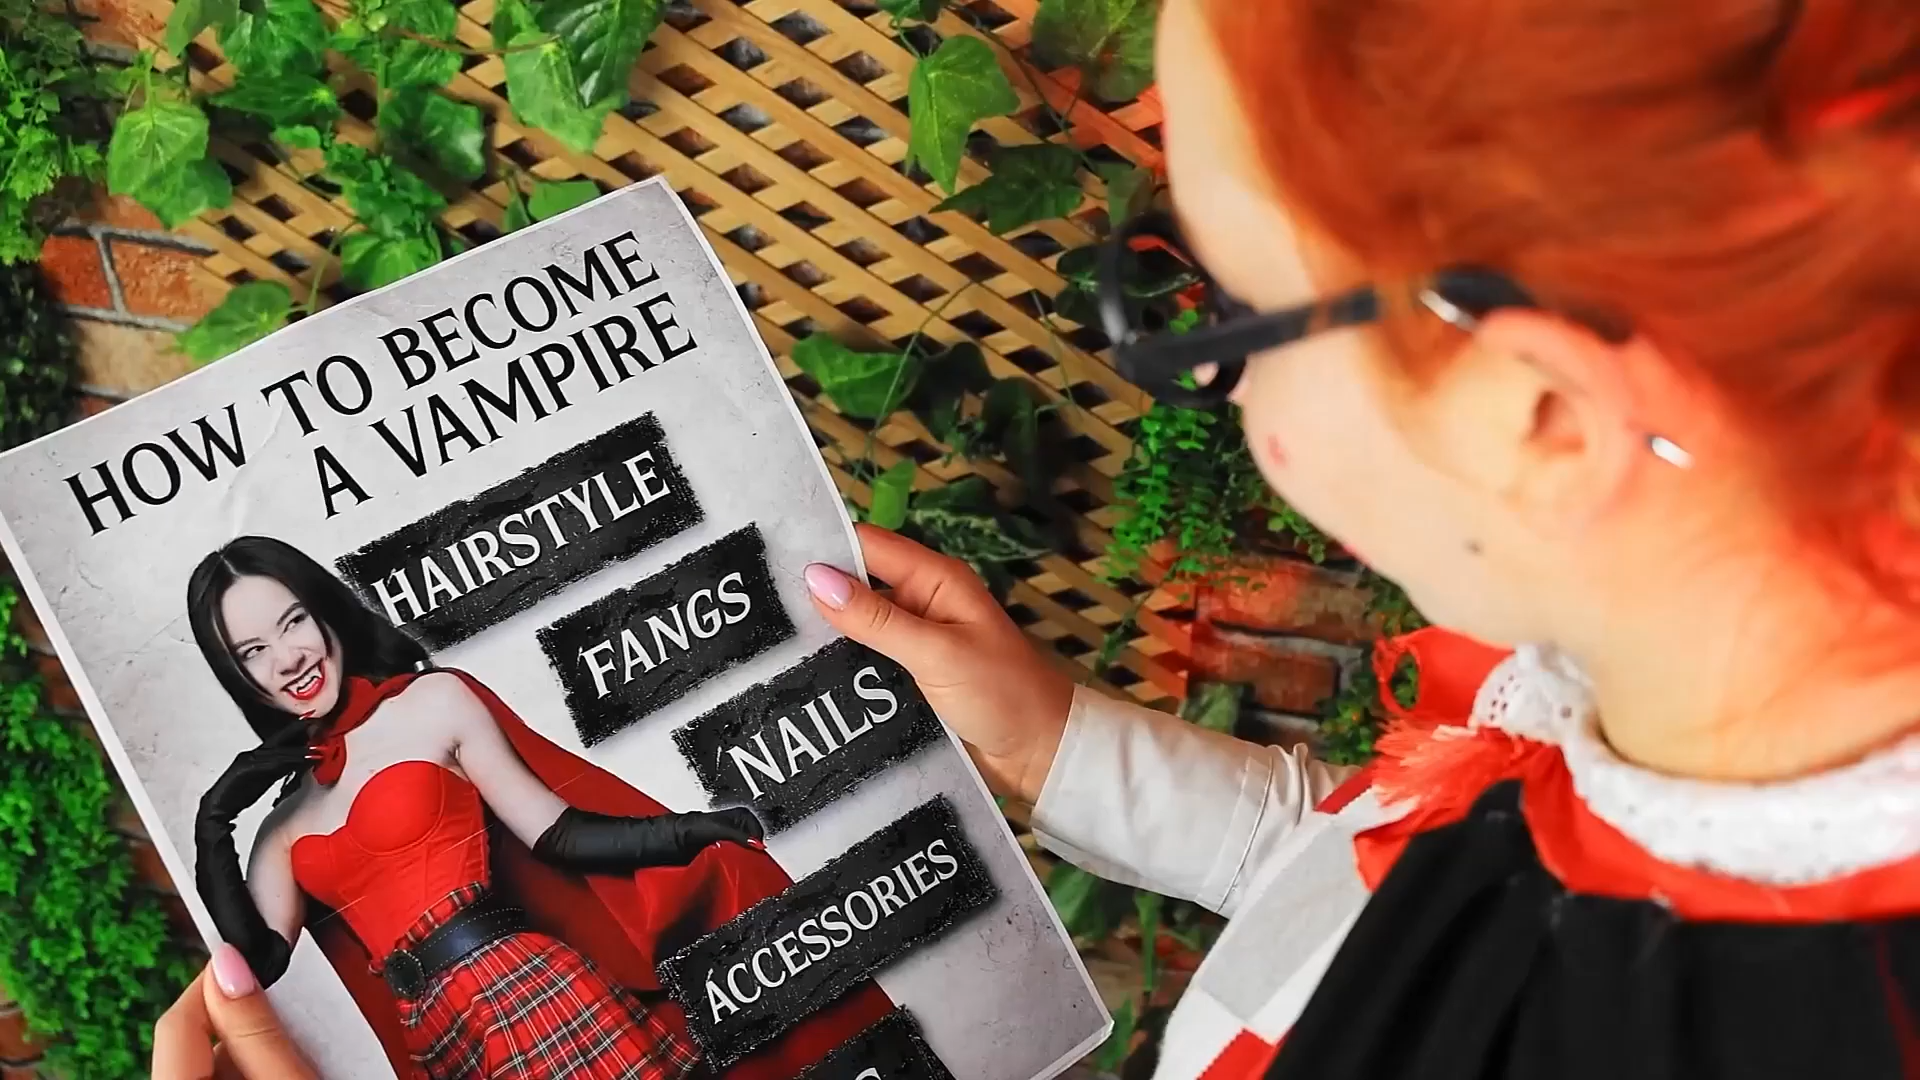 HOW TO BECOME
A VAMPIRE
HAIRSTYLE
FANGS
NAILS
ACCESSORIES